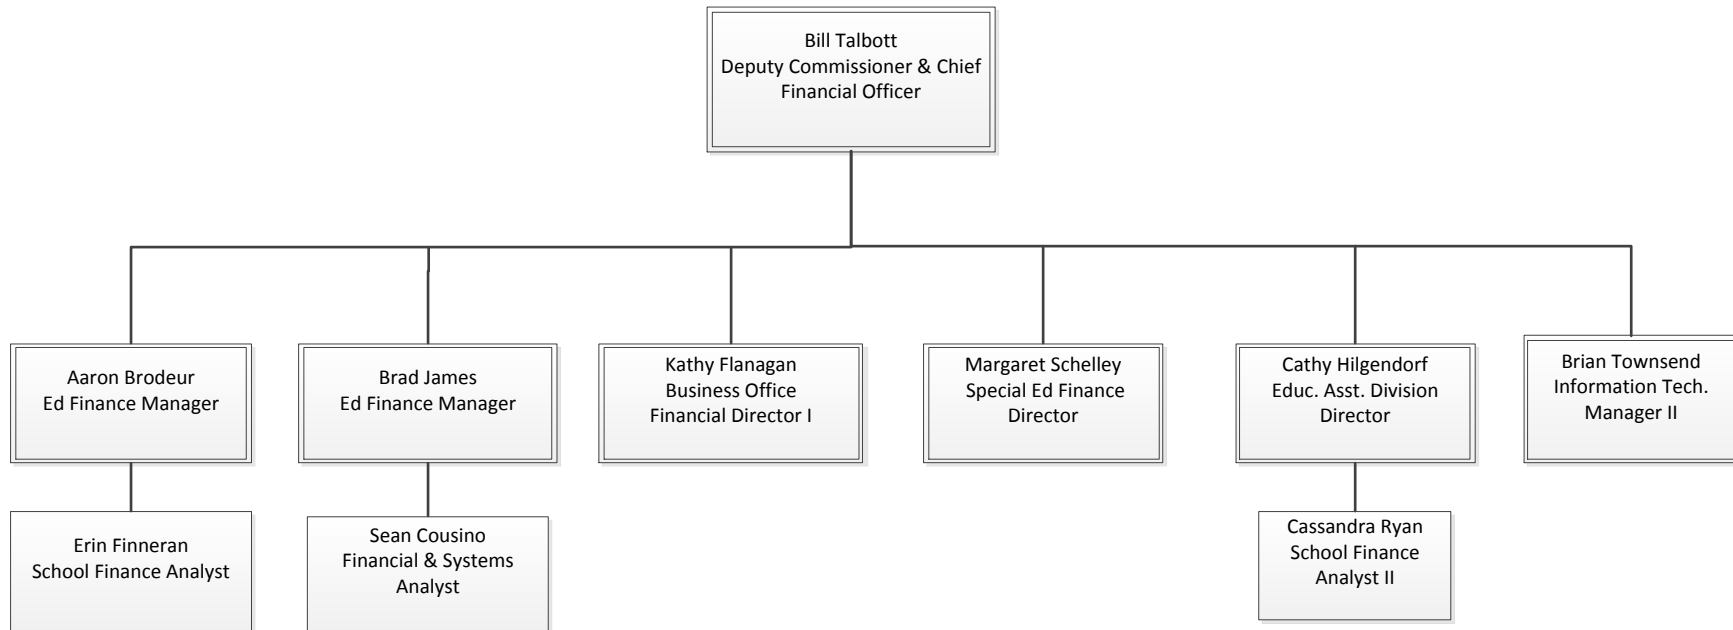 Bill Talbott
Deputy Commissioner & Chief
Financial Officer
Aaron Brodeur
Ed Finance Manager
Brad James
Ed Finance Manager
Kathy Flanagan
Business Office
Financial Director I
Margaret Schelley
Special Ed Finance
Director
Cathy Hilgendorf
Educ. Asst. Division
Director
Brian Townsend
Information Tech.
Manager II
Erin Finneran
School Finance Analyst
Sean Cousino
Financial & Systems
Analyst
Cassandra Ryan
School Finance
Analyst II